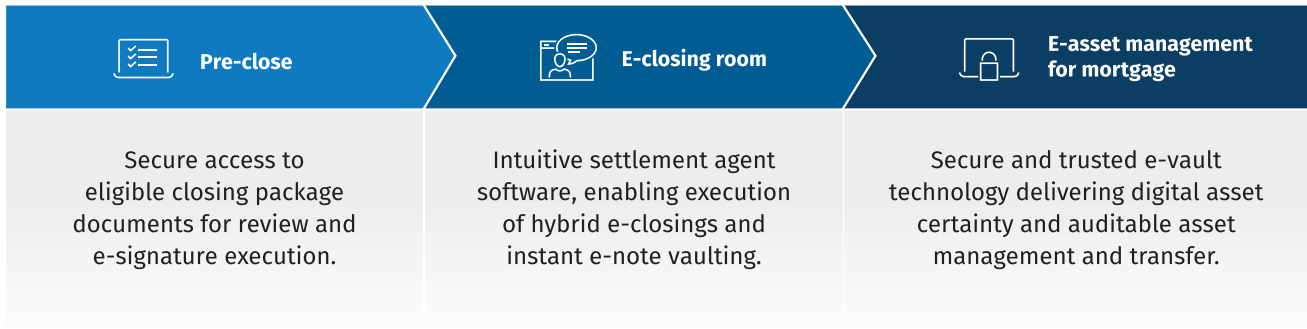 Pre-close
Secure access to
eligible closing package
documents for review and
e-signature execution.
E-closing room
Intuitive settlement agent
software, enabling execution
of hybrid e-closings and
instant e-note vaulting.
E-asset management
for mortgage
Secure and trusted e-vault
technology delivering digital asset
certainty and auditable asset
management and transfer.